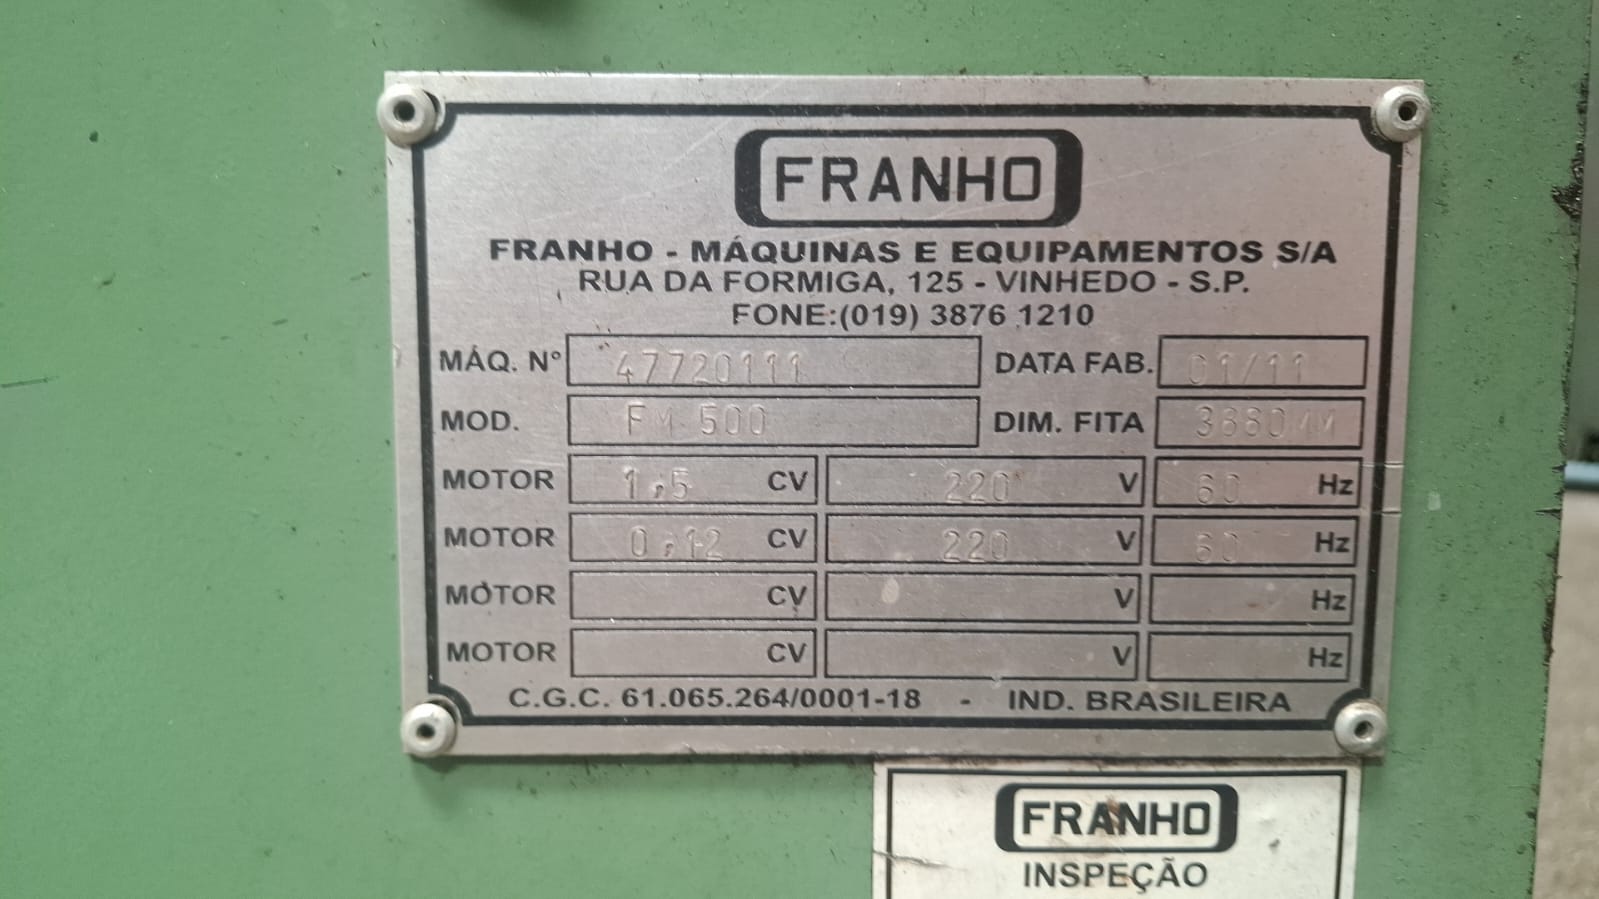 FRANHO
FRANHO - MÁQUINAS E EQUIPAMENTOS S/A
RUA DA FORMIGA, 125 - VINHEDO - S.P.
FONE:(019) 3876 1210
MÁQ. Nº 47720111 DATA FAB. 01/11
MOD. FM 500 DIM. FITA 3880MM
MOTOR 1,5 CV 220 V 60 Hz
MOTOR 0,12 CV 220 V 60 Hz
MOTOR CV V Hz
MOTOR CV V Hz
C.G.C. 61.065.264/0001-18 - IND. BRASILEIRA
FRANHO
INSPEÇÃO